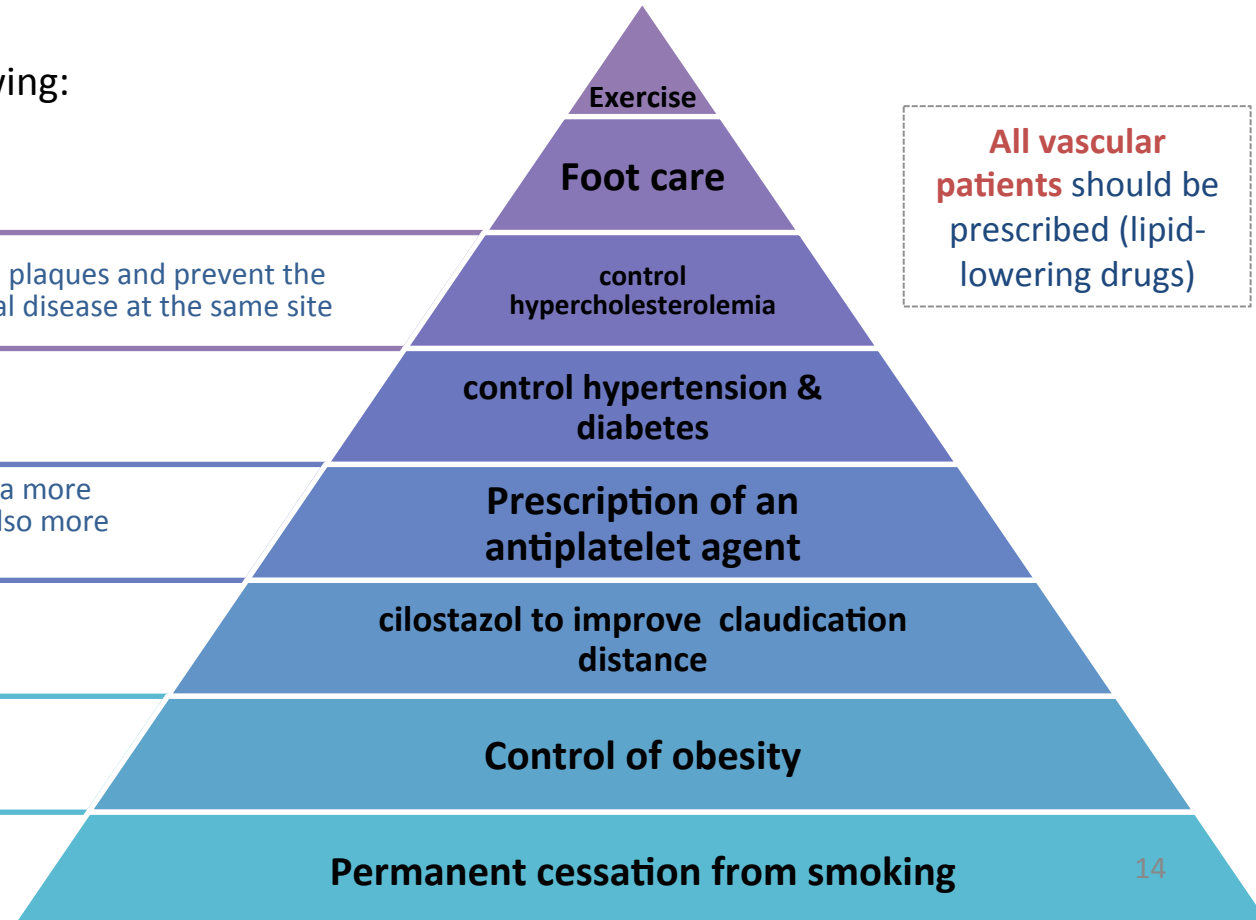 ving:
Exercise
Foot care
plaques and prevent the
al disease at the same site
control
hypercholesterolemia
All vascular
patients should be
prescribed (lipid-
lowering drugs)
control hypertension &
diabetes
a more
lso more
Prescription of an
antiplatelet agent
cilostazol to improve claudication
distance
Control of obesity
Permanent cessation from smoking
14